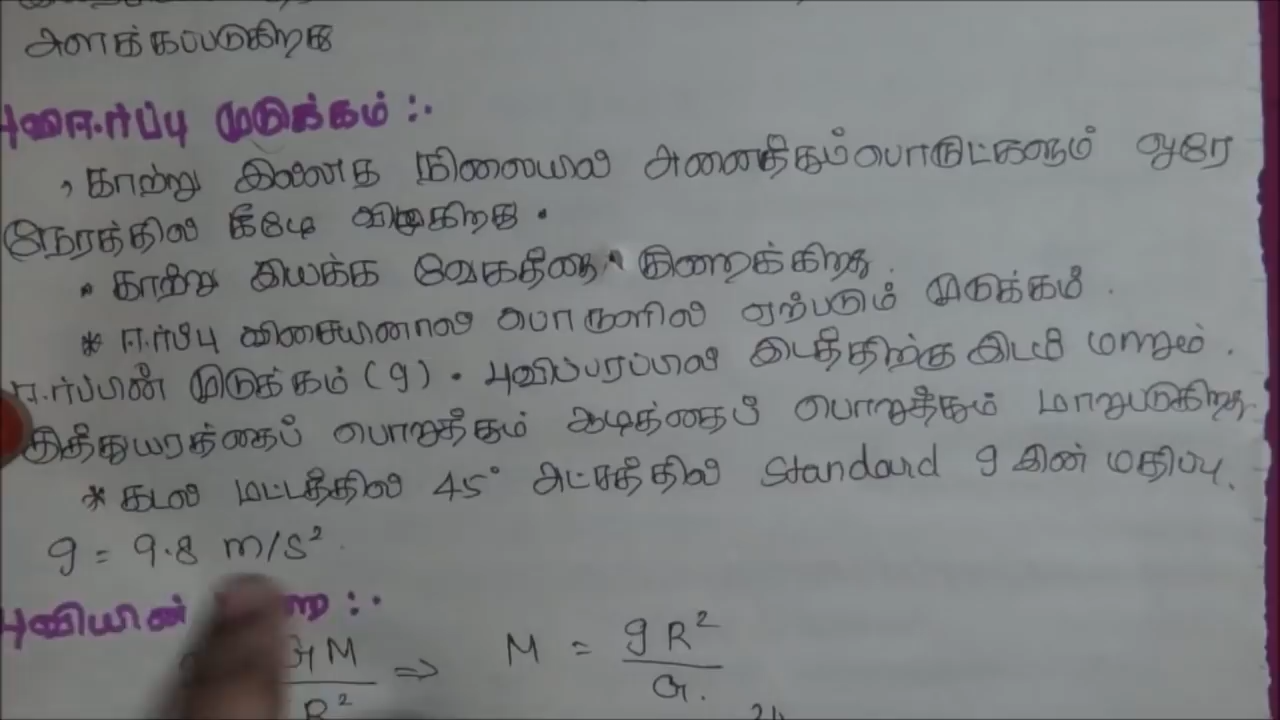 அளக்கப்படுகிறது
புவிஈர்ப்பு முடுக்கம் :.
, காற்று இல்லாத நிலையில் அனைத்தும் பொருட்களும் ஒரே
நேரத்தில் கீழே விழுகிறது .
• காற்று இயக்க வேகத்தை குறைக்கிறது .
* ஈர்ப்பு விசையினால் பொருளில் ஏற்படும் முடுக்கம் .
ஈர்ப்பின் முடுக்கம் (g) . புவிப்பரப்பில் இடத்திற்கு இடம் மாறும் .
குத்துயரத்தைப் பொறுத்தும் ஆழத்தைப் பொறுத்தும் மாறுபடுகிறது .
* கடல் மட்டத்தில் 45° அட்சத்தில் Standard g இன் மதிப்பு .
g = 9.8 m/s² .
புவியின் :.
GM/R² ⇒ M = gR²/G .
24